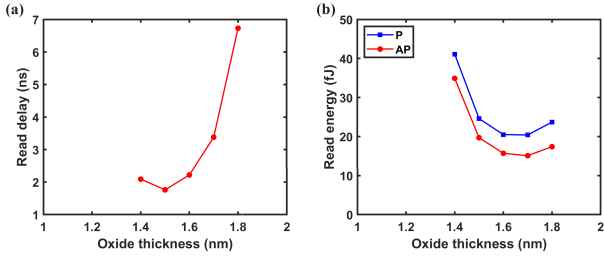 (a)
7
6
5
4
3
2
1
Read delay (ns)
1 1.2 1.4 1.6 1.8 2
Oxide thickness (nm)
(b)
50
40
30
20
10
0
Read energy (fJ)
P
AP
1 1.2 1.4 1.6 1.8 2
Oxide thickness (nm)